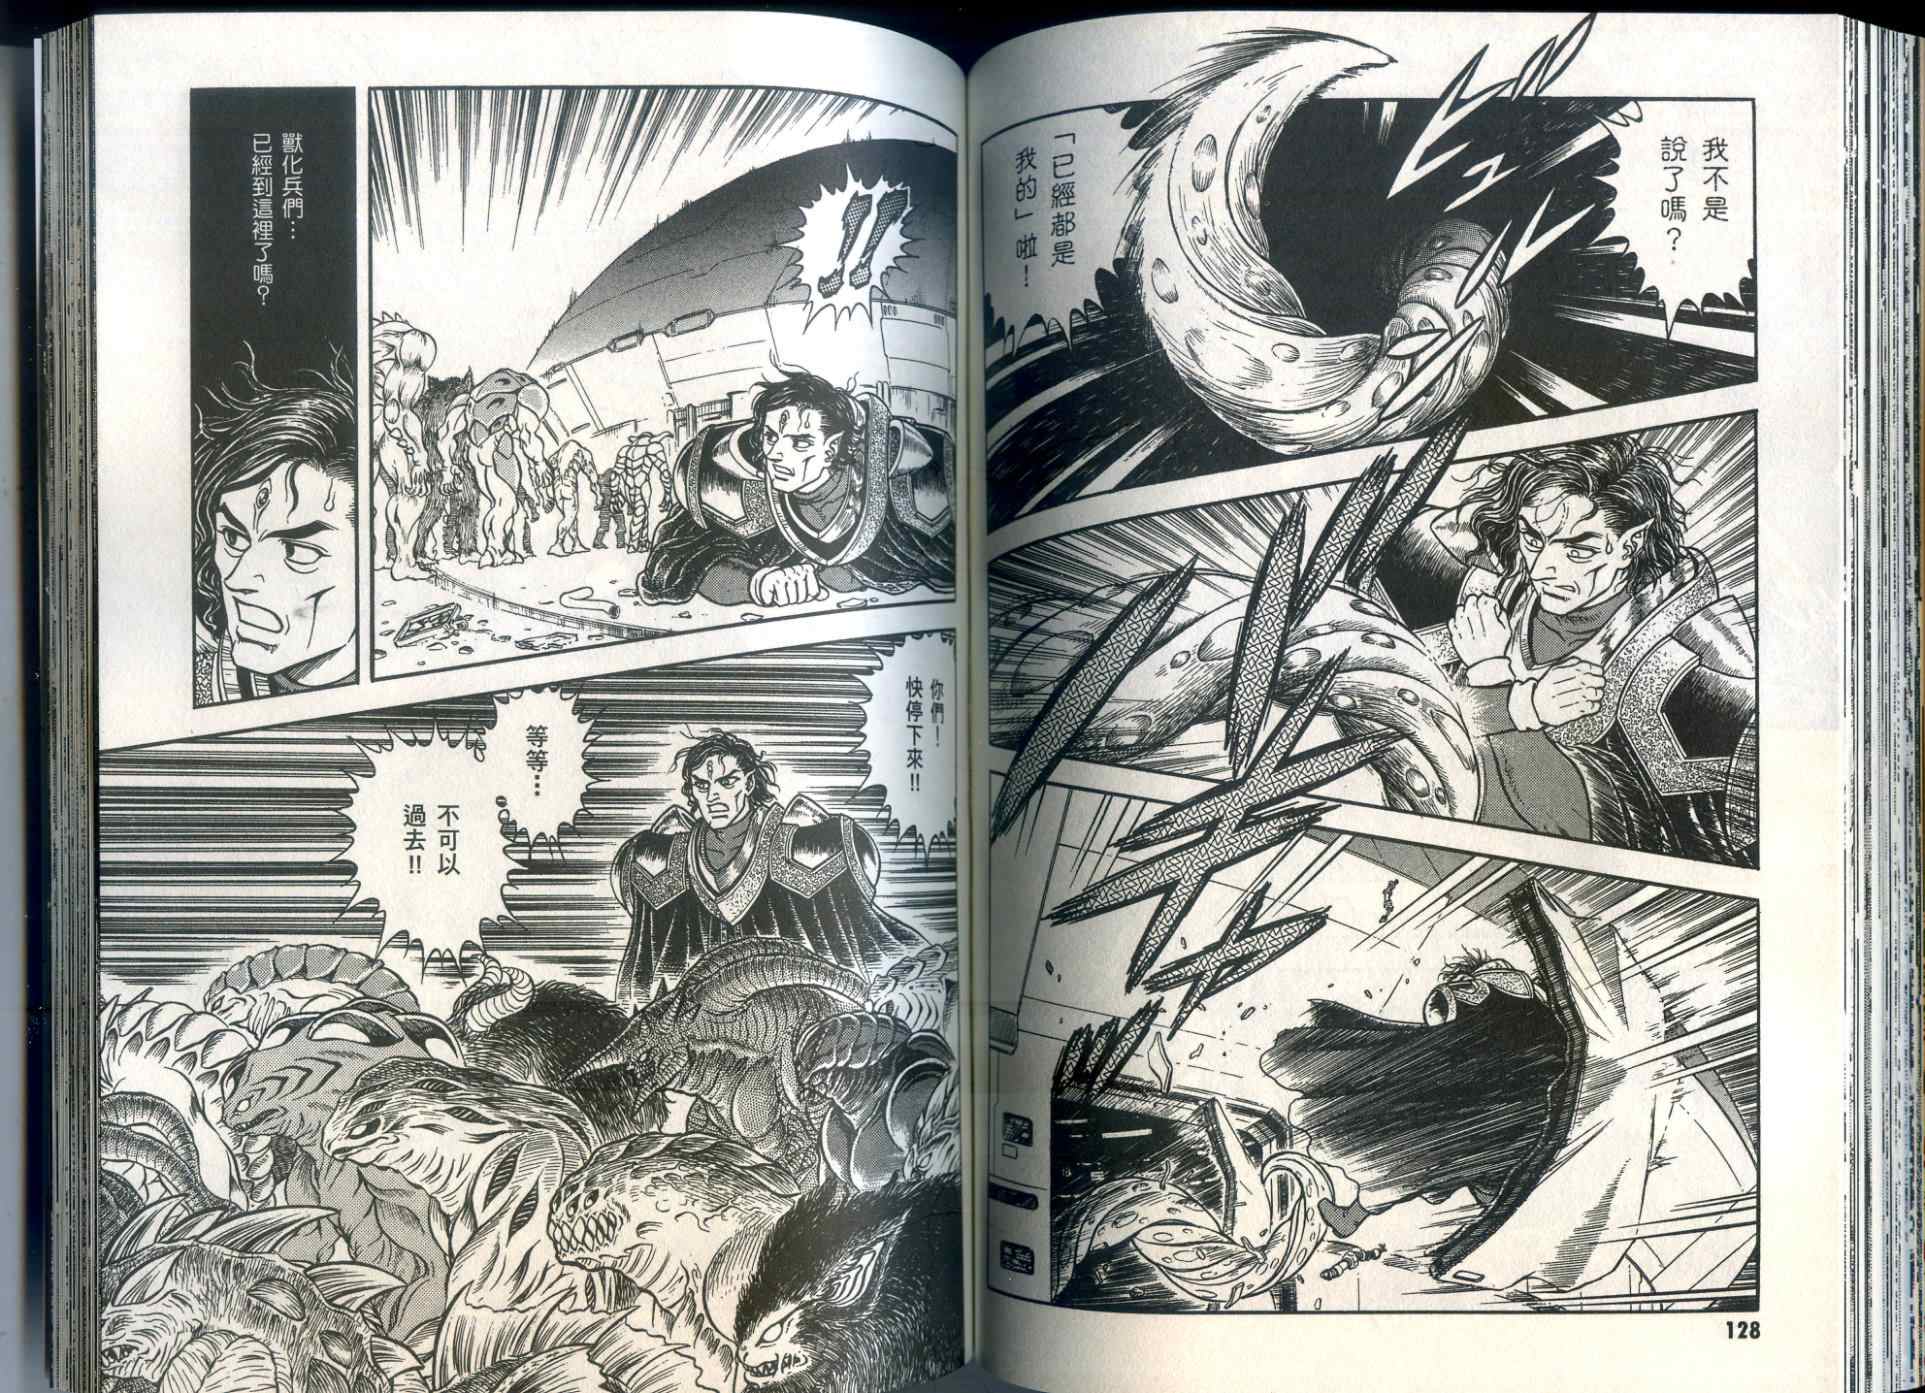 我不是
說了嗎？
「已經都是
我的」啦！
128
獸化兵們…
已經到這裡了嗎？
你們！
快停下來!!
等等…
不可以
過去!!